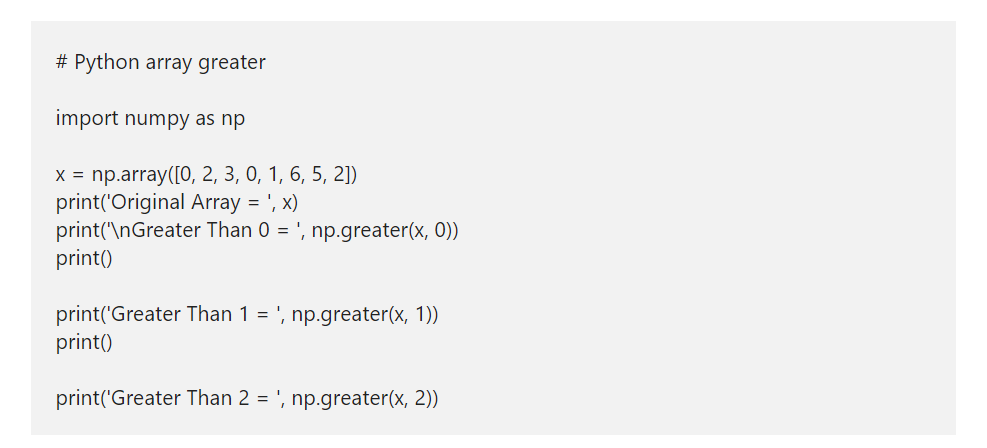 # Python array greater
import numpy as np
x = np.array([0, 2, 3, 0, 1, 6, 5, 2])
print('Original Array = ', x)
print('\nGreater Than 0 = ', np.greater(x, 0))
print()
print('Greater Than 1 = ', np.greater(x, 1))
print()
print('Greater Than 2 = ', np.greater(x, 2))